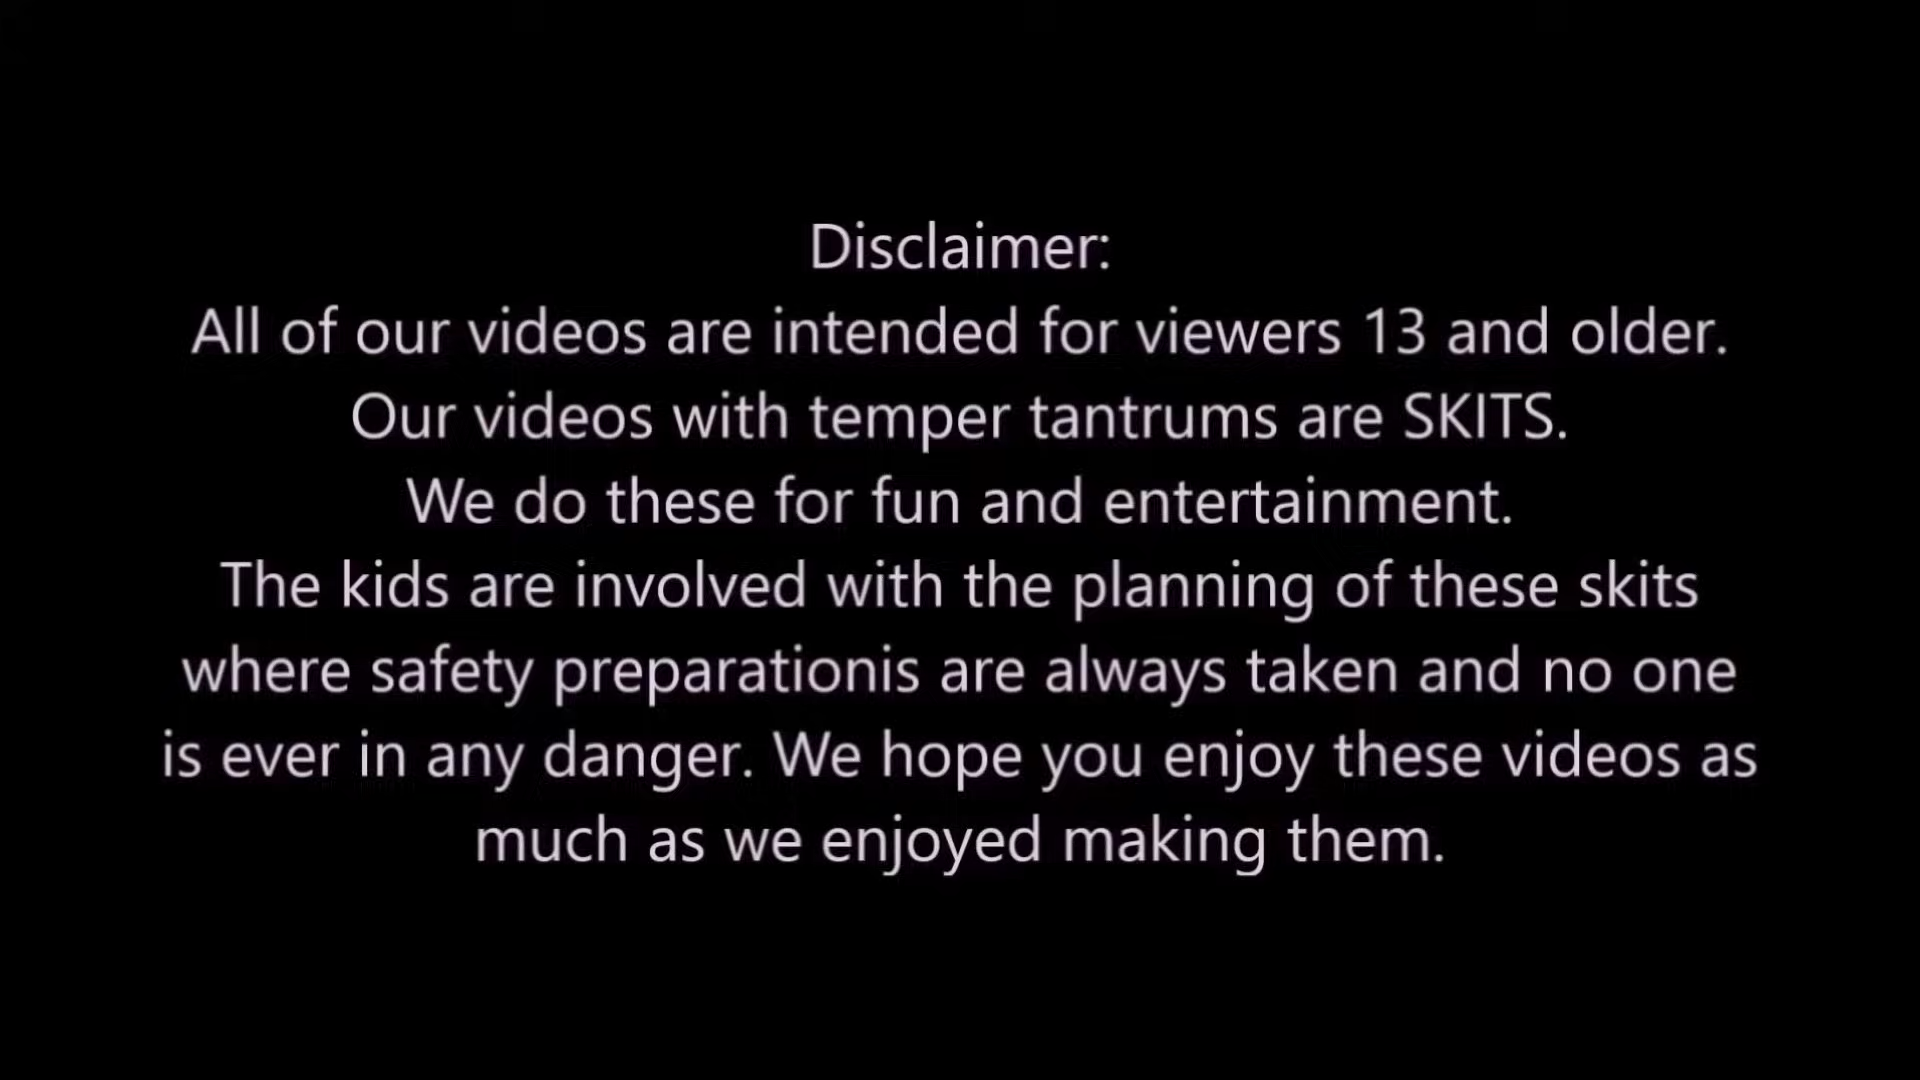 Disclaimer:
All of our videos are intended for viewers 13 and older.
Our videos with temper tantrums are SKITS.
We do these for fun and entertainment.
The kids are involved with the planning of these skits
where safety preparationis are always taken and no one
is ever in any danger. We hope you enjoy these videos as
much as we enjoyed making them.